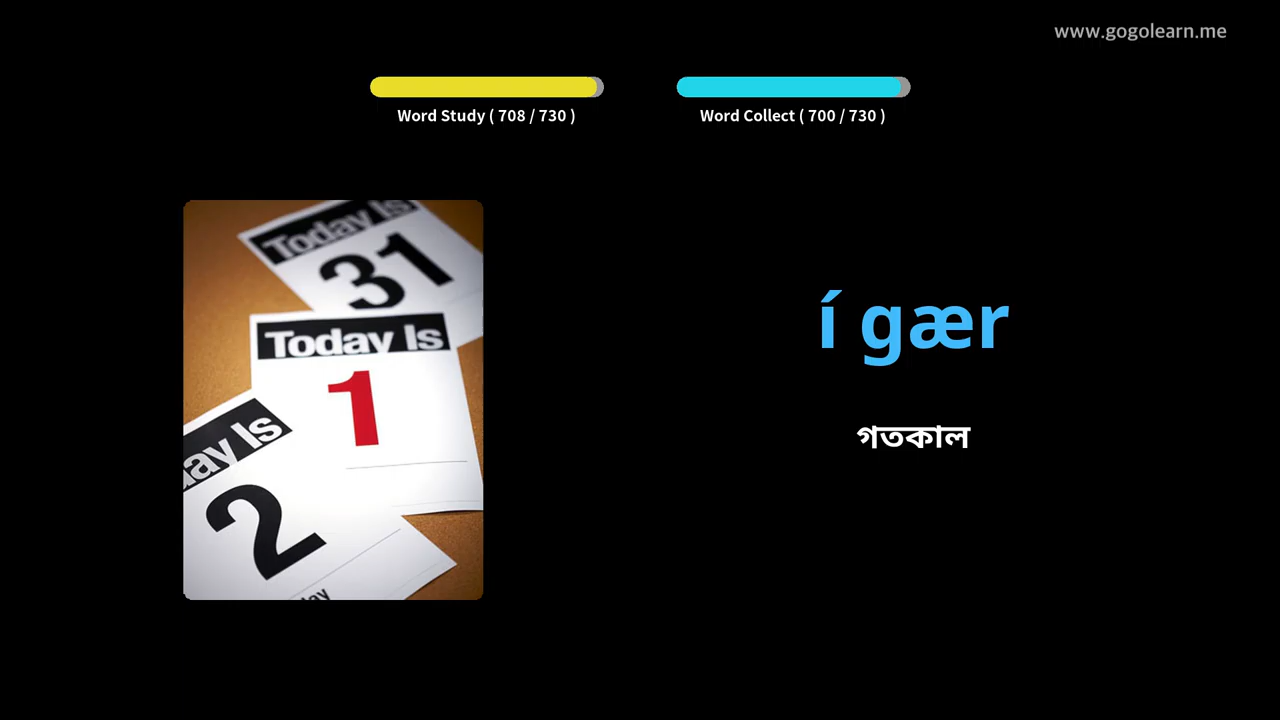 www.gogolearn.me
Word Study ( 708 / 730 )
Word Collect ( 700 / 730 )
Today Is
31
Today Is
1
ay Is
2
í gær
গতকাল